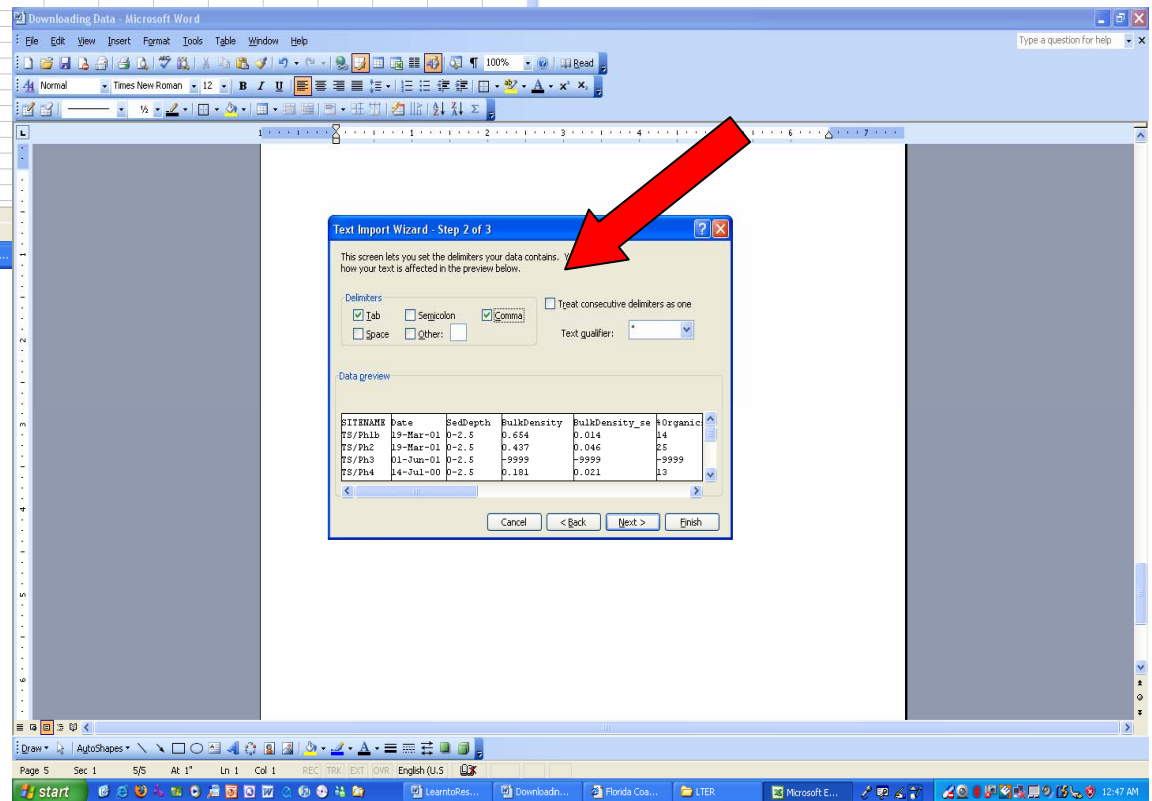 Downloading Data - Microsoft Word
File Edit View Insert Format Tools Table Window Help
Type a question for help
100% Read
Normal Times New Roman 12 B I U
1 1 2 3 4 6 7
Text Import Wizard - Step 2 of 3
This screen lets you set the delimiters your data contains.
how your text is affected in the preview below.
Delimiters
Tab Semicolon Comma
Space Other:
Treat consecutive delimiters as one
Text qualifier: "
Data preview
SITENAME Date SedDepth BulkDensity BulkDensity_se %Organic
TS/Ph1b 19-Mar-01 0-2.5 0.654 0.014 14
TS/Ph2 19-Mar-01 0-2.5 0.437 0.046 25
TS/Ph3 01-Jun-01 0-2.5 -9999 -9999 -9999
TS/Ph4 14-Jul-00 0-2.5 0.181 0.021 13
Cancel < Back Next > Finish
Draw AutoShapes
Page 5 Sec 1 5/5 At 1" Ln 1 Col 1 REC TRK EXT OVR English (U.S
start LearntoRes... Downloadin... Florida Coa... LTER Microsoft E... 12:47 AM